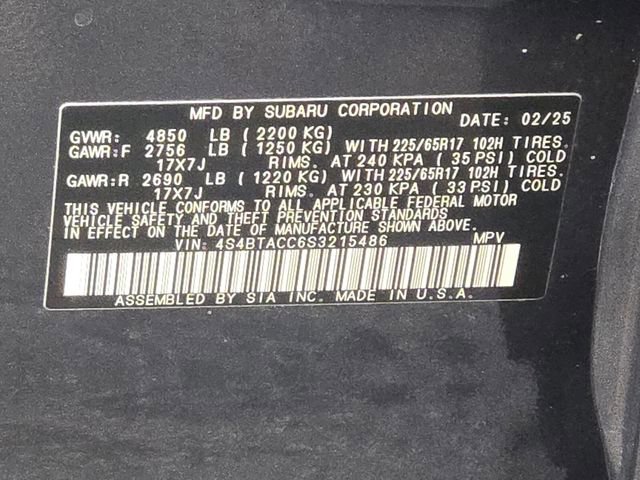 MFD BY SUBARU CORPORATION DATE: 02/25
GVWR: 4850 LB (2200 KG)
GAWR:F 2756 LB (1250 KG) WITH 225/65R17 102H TIRES.
17X7J RIMS. AT 240 KPA (35 PSI) COLD
GAWR:R 2690 LB (1220 KG) WITH 225/65R17 102H TIRES.
17X7J RIMS. AT 230 KPA (33 PSI) COLD
THIS VEHICLE CONFORMS TO ALL APPLICABLE FEDERAL MOTOR
VEHICLE SAFETY AND THEFT PREVENTION STANDARDS IN
EFFECT ON THE DATE OF MANUFACTURE SHOWN ABOVE.
VIN: 4S4BTACC6S3215486 MPV
ASSEMBLED BY SIA INC. MADE IN U.S.A.